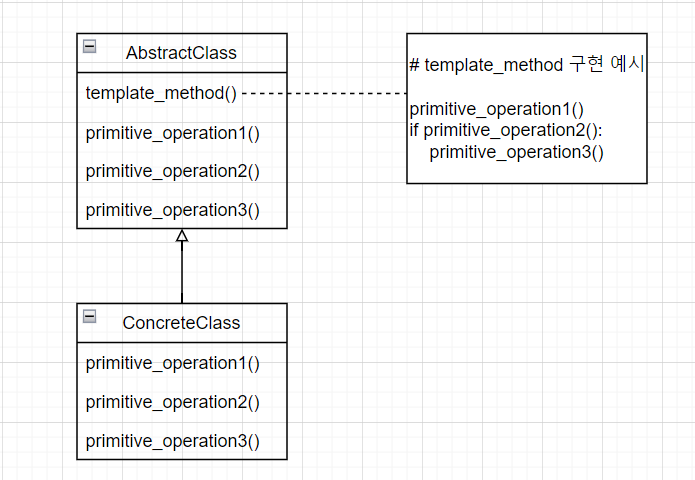 AbstractClass
template_method()
primitive_operation1()
primitive_operation2()
primitive_operation3()
# template_method 구현 예시
primitive_operation1()
if primitive_operation2():
    primitive_operation3()
ConcreteClass
primitive_operation1()
primitive_operation2()
primitive_operation3()